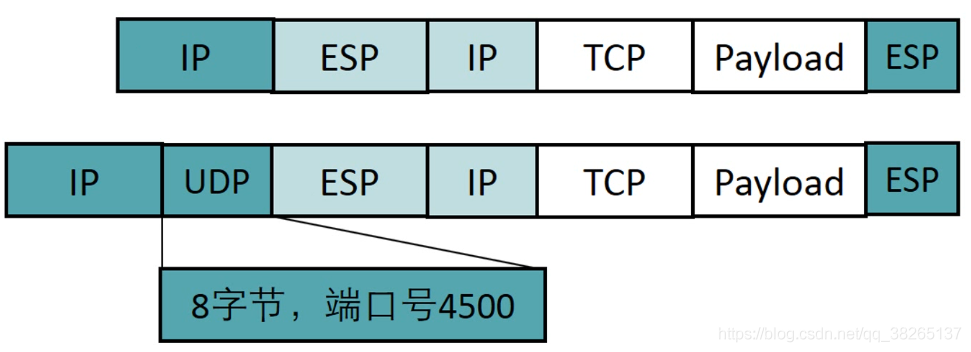 IP ESP IP TCP Payload ESP
IP UDP ESP IP TCP Payload ESP
8字节，端口号4500
https://blog.csdn.net/qq_38265137